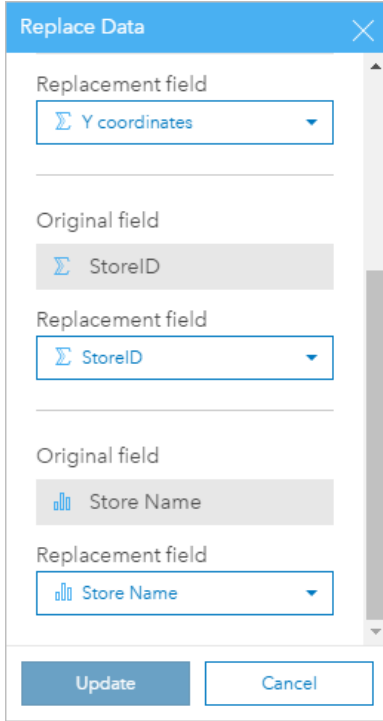 Replace Data
Replacement field
Y coordinates
Original field
StoreID
Replacement field
StoreID
Original field
Store Name
Replacement field
Store Name
Update
Cancel